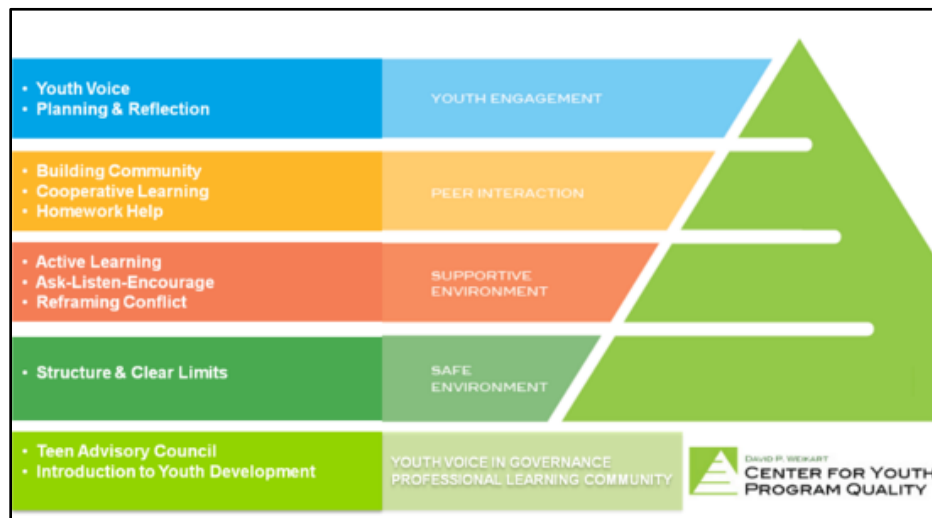 • Youth Voice
• Planning & Reflection
YOUTH ENGAGEMENT
• Building Community
• Cooperative Learning
• Homework Help
PEER INTERACTION
• Active Learning
• Ask-Listen-Encourage
• Reframing Conflict
SUPPORTIVE
ENVIRONMENT
• Structure & Clear Limits
SAFE
ENVIRONMENT
• Teen Advisory Council
• Introduction to Youth Development
YOUTH VOICE IN GOVERNANCE
PROFESSIONAL LEARNING COMMUNITY
DAVID P. WEIKART
CENTER FOR YOUTH
PROGRAM QUALITY